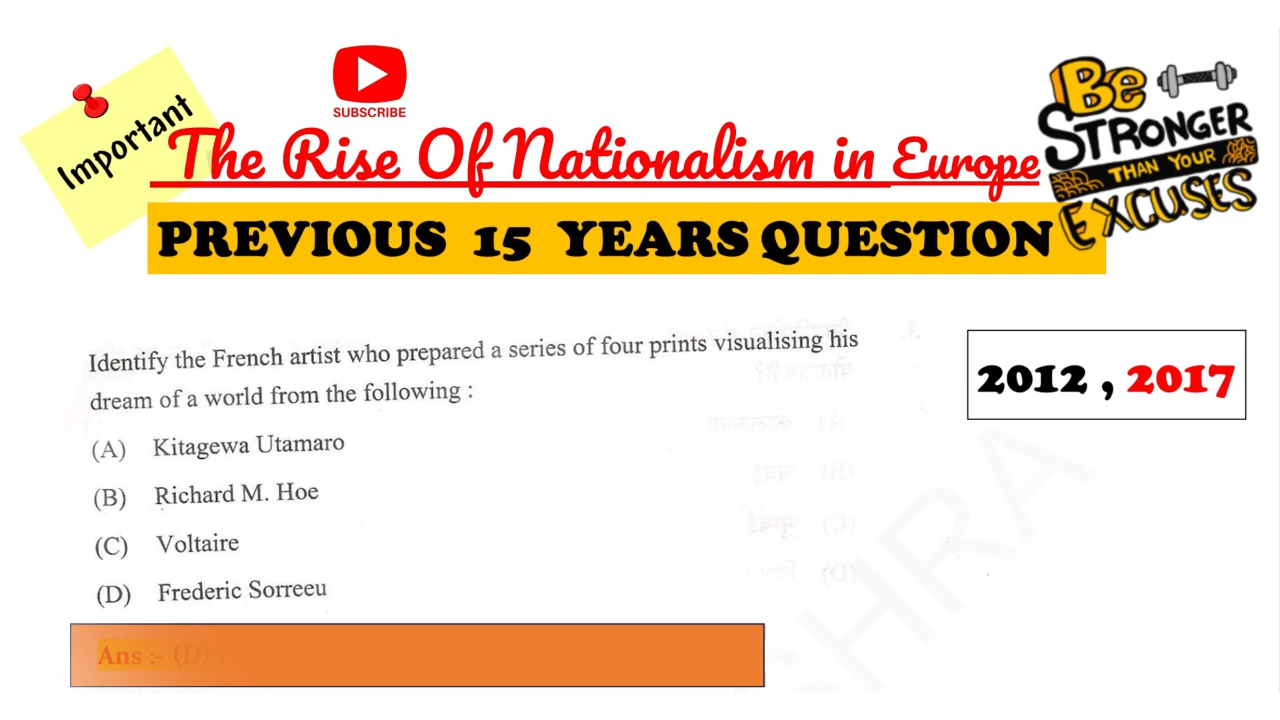 Important
SUBSCRIBE
The Rise Of Nationalism in Europe
Be
STRONGER
THAN YOUR
EXCUSES
PREVIOUS 15 YEARS QUESTION
Identify the French artist who prepared a series of four prints visualising his
dream of a world from the following :
2012 , 2017
(A) Kitagewa Utamaro
(B) Richard M. Hoe
(C) Voltaire
(D) Frederic Sorreeu
Ans :- (D)